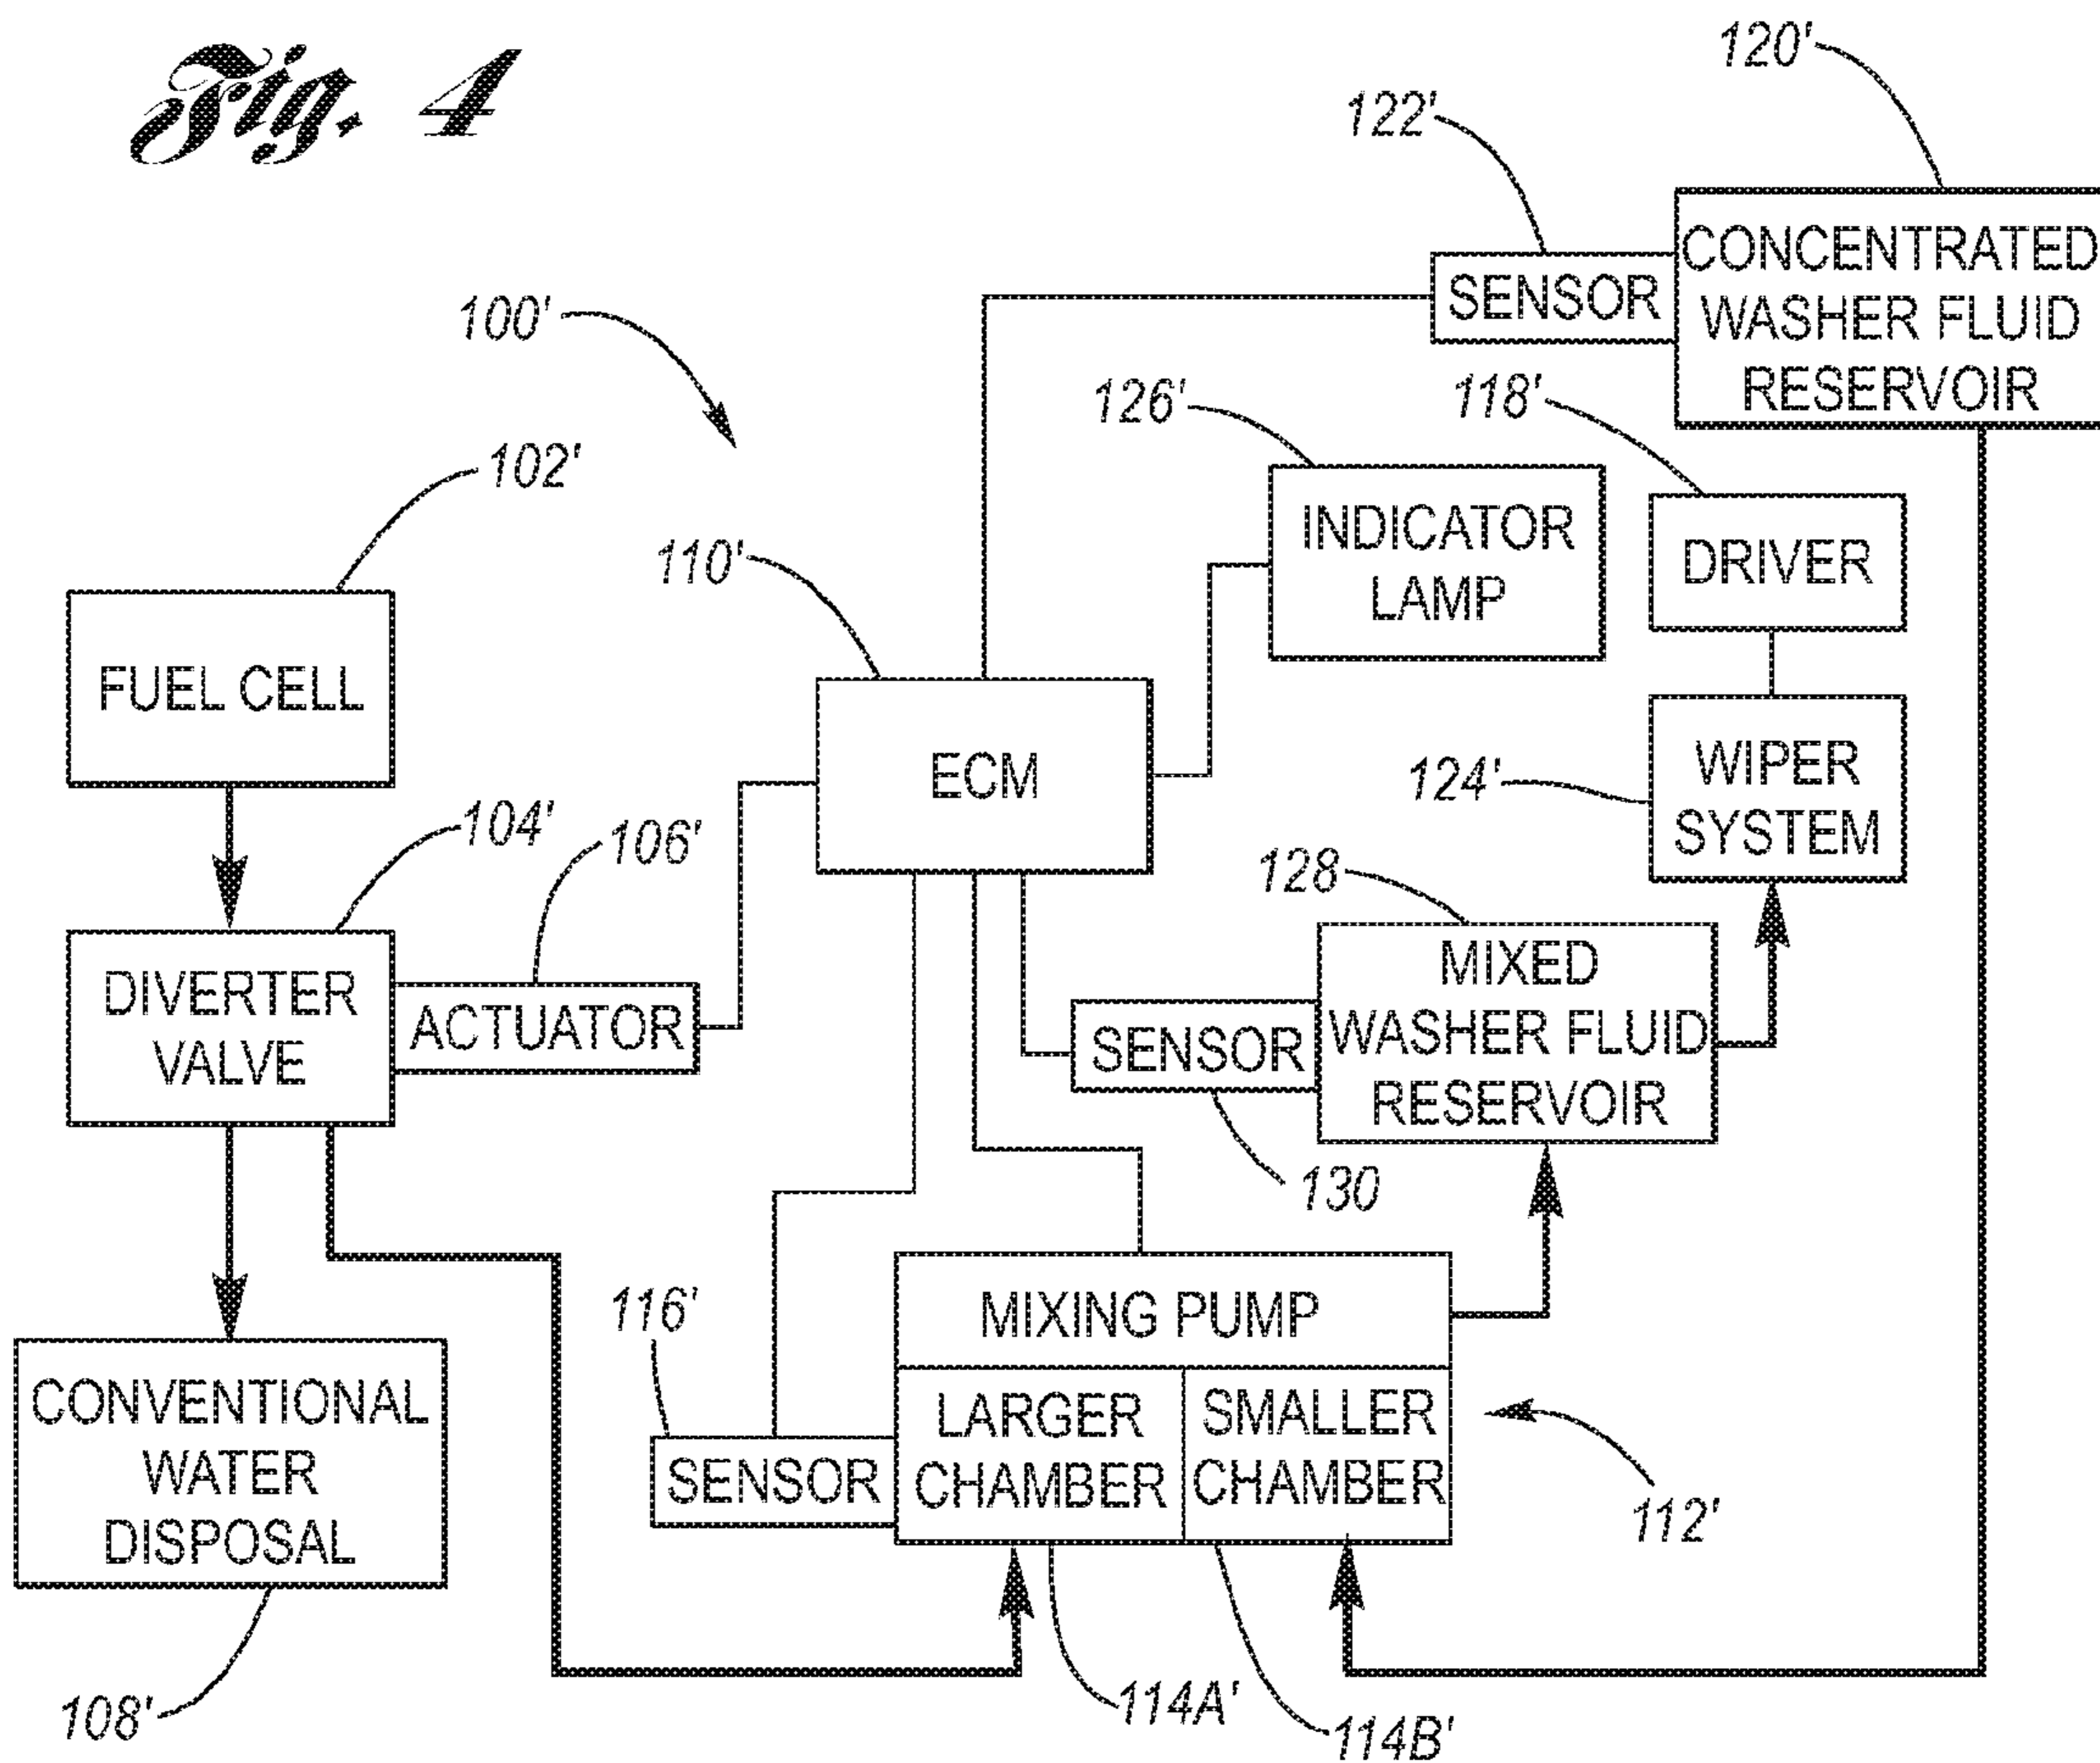 Fig. 4
120'
122'
CONCENTRATED
WASHER FLUID
RESERVOIR
SENSOR
100'
126'
118'
102'
INDICATOR
LAMP
DRIVER
110'
FUEL CELL
ECM
WIPER
SYSTEM
124'
104'
106'
128
DIVERTER
VALVE
ACTUATOR
MIXED
WASHER FLUID
RESERVOIR
SENSOR
130
116'
MIXING PUMP
CONVENTIONAL
WATER
DISPOSAL
LARGER
CHAMBER
SMALLER
CHAMBER
SENSOR
112'
108'
114A'
114B'